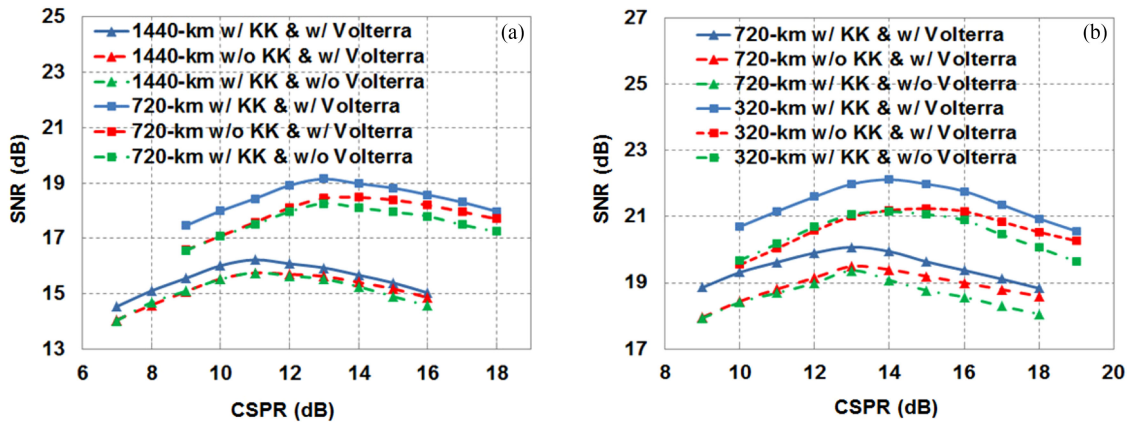 25
23
21
19
17
15
13
SNR (dB)
1440-km w/ KK & w/ Volterra
1440-km w/o KK & w/ Volterra
1440-km w/ KK & w/o Volterra
720-km w/ KK & w/ Volterra
720-km w/o KK & w/ Volterra
720-km w/ KK & w/o Volterra
(a)
6 8 10 12 14 16 18
CSPR (dB)
27
25
23
21
19
17
SNR (dB)
720-km w/ KK & w/ Volterra
720-km w/o KK & w/ Volterra
720-km w/ KK & w/o Volterra
320-km w/ KK & w/ Volterra
320-km w/o KK & w/ Volterra
320-km w/ KK & w/o Volterra
(b)
8 10 12 14 16 18 20
CSPR (dB)